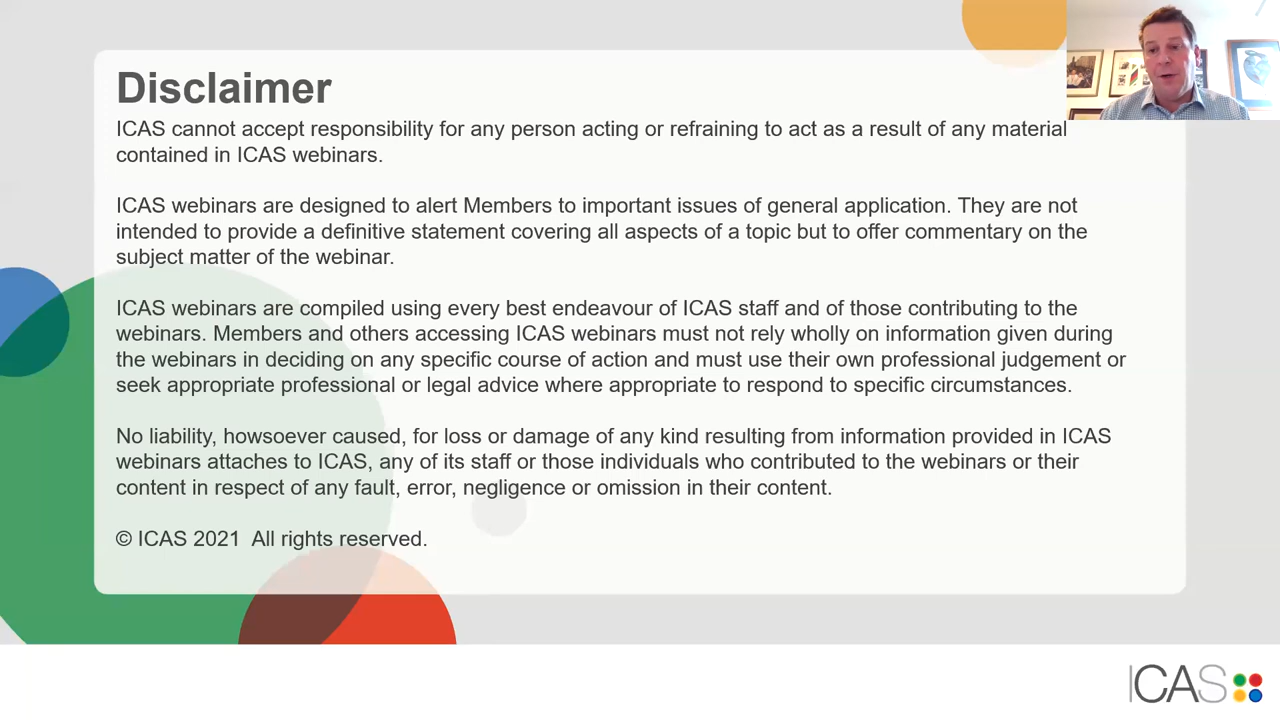 Disclaimer
ICAS cannot accept responsibility for any person acting or refraining to act as a result of any material
contained in ICAS webinars.
ICAS webinars are designed to alert Members to important issues of general application. They are not
intended to provide a definitive statement covering all aspects of a topic but to offer commentary on the
subject matter of the webinar.
ICAS webinars are compiled using every best endeavour of ICAS staff and of those contributing to the
webinars. Members and others accessing ICAS webinars must not rely wholly on information given during
the webinars in deciding on any specific course of action and must use their own professional judgement or
seek appropriate professional or legal advice where appropriate to respond to specific circumstances.
No liability, howsoever caused, for loss or damage of any kind resulting from information provided in ICAS
webinars attaches to ICAS, any of its staff or those individuals who contributed to the webinars or their
content in respect of any fault, error, negligence or omission in their content.
© ICAS 2021  All rights reserved.
ICAS